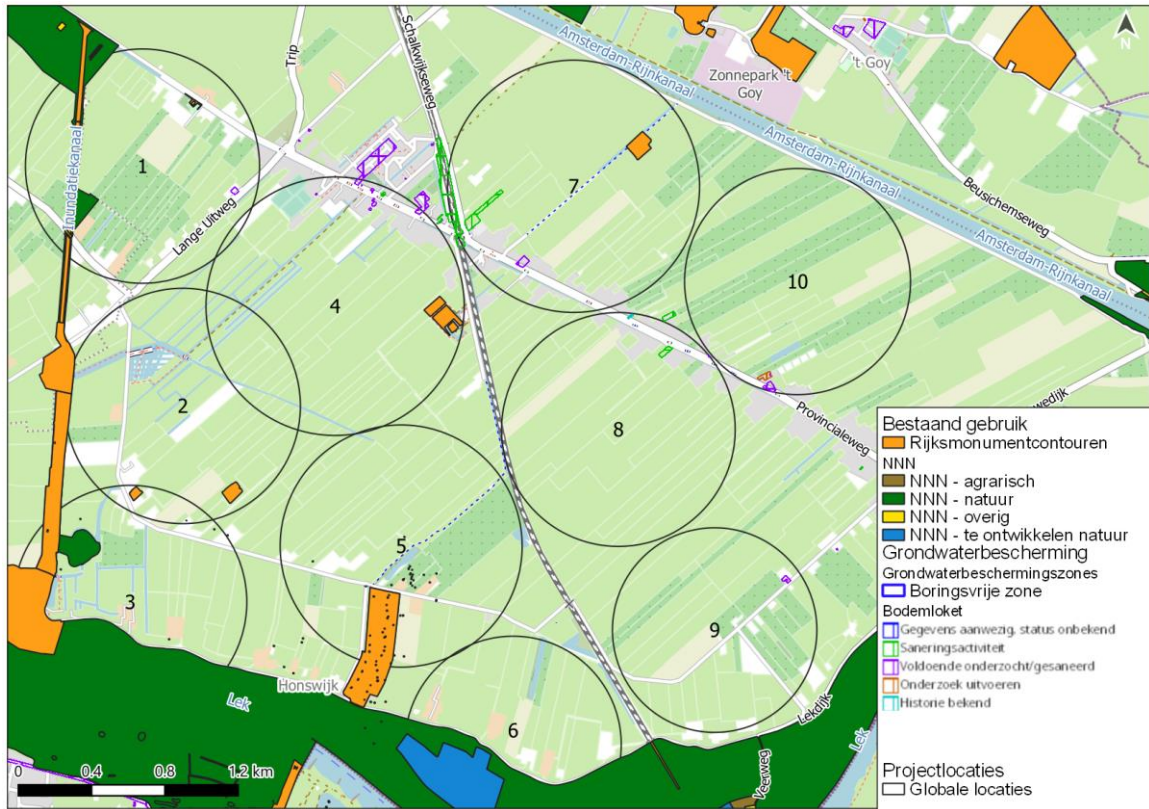 Schalkwijkseweg
Trip
Amsterdam-Rijnkanaal
Zonnepark 't
Goy
't Goy
N
Inundatiekanaal
1
7
Lange Uitweg
Amsterdam-Rijnkanaal
Beusichemseweg
Amsterdam-Rijnkanaal
10
4
2
8
Provincialeweg
wedijk
5
3
9
Honswijk
Lek
6
Lekdijk
Veerweg
Lek
0 0.4 0.8 1.2 km
Bestaand gebruik
Rijksmonumentcontouren
NNN
NNN - agrarisch
NNN - natuur
NNN - overig
NNN - te ontwikkelen natuur
Grondwaterbescherming
Grondwaterbeschermingszones
Boringsvrije zone
Bodemloket
Gegevens aanwezig, status onbekend
Saneringsactiviteit
Voldoende onderzocht/gesaneerd
Onderzoek uitvoeren
Historie bekend
Projectlocaties
Globale locaties